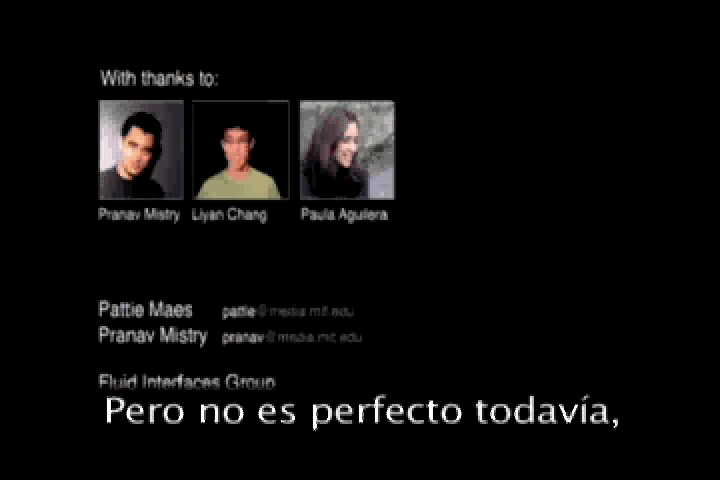 With thanks to:
Pranav Mistry Liyan Chang Paula Aguilera
Pattie Maes pattie@media.mit.edu
Pranav Mistry pranav@media.mit.edu
Fluid Interfaces Group
Pero no es perfecto todavía,